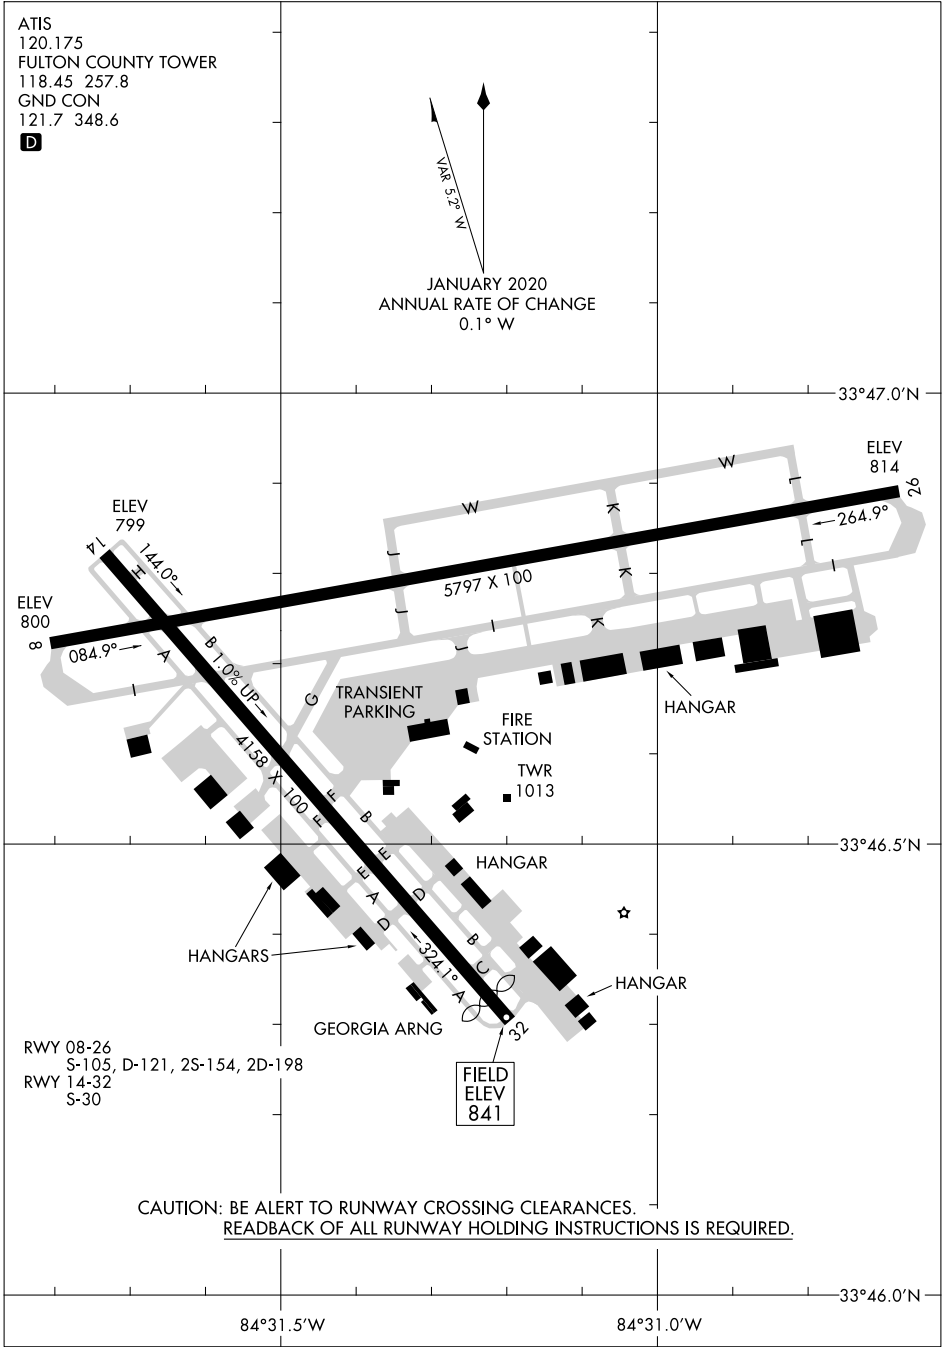 ATIS
120.175
FULTON COUNTY TOWER
118.45 257.8
GND CON
121.7 348.6
D
VAR 5.2° W
JANUARY 2020
ANNUAL RATE OF CHANGE
0.1° W
33°47.0'N
W
W
ELEV
814
26
L
264.9°
K
L
I
J
5797 X 100
K
ELEV
799
14
144.0°
H
ELEV
800
8
084.9°
A
B
1.0% UP
J
I
K
J
I
G
TRANSIENT
PARKING
HANGAR
FIRE
STATION
TWR
1013
4158 X 100
F
F
B
33°46.5'N
E
E
HANGAR
A
D
D
B
HANGARS
324.1°
C
A
HANGAR
GEORGIA ARNG
32
RWY 08-26
S-105, D-121, 2S-154, 2D-198
RWY 14-32
S-30
FIELD
ELEV
841
CAUTION: BE ALERT TO RUNWAY CROSSING CLEARANCES.
READBACK OF ALL RUNWAY HOLDING INSTRUCTIONS IS REQUIRED.
33°46.0'N
84°31.5'W
84°31.0'W